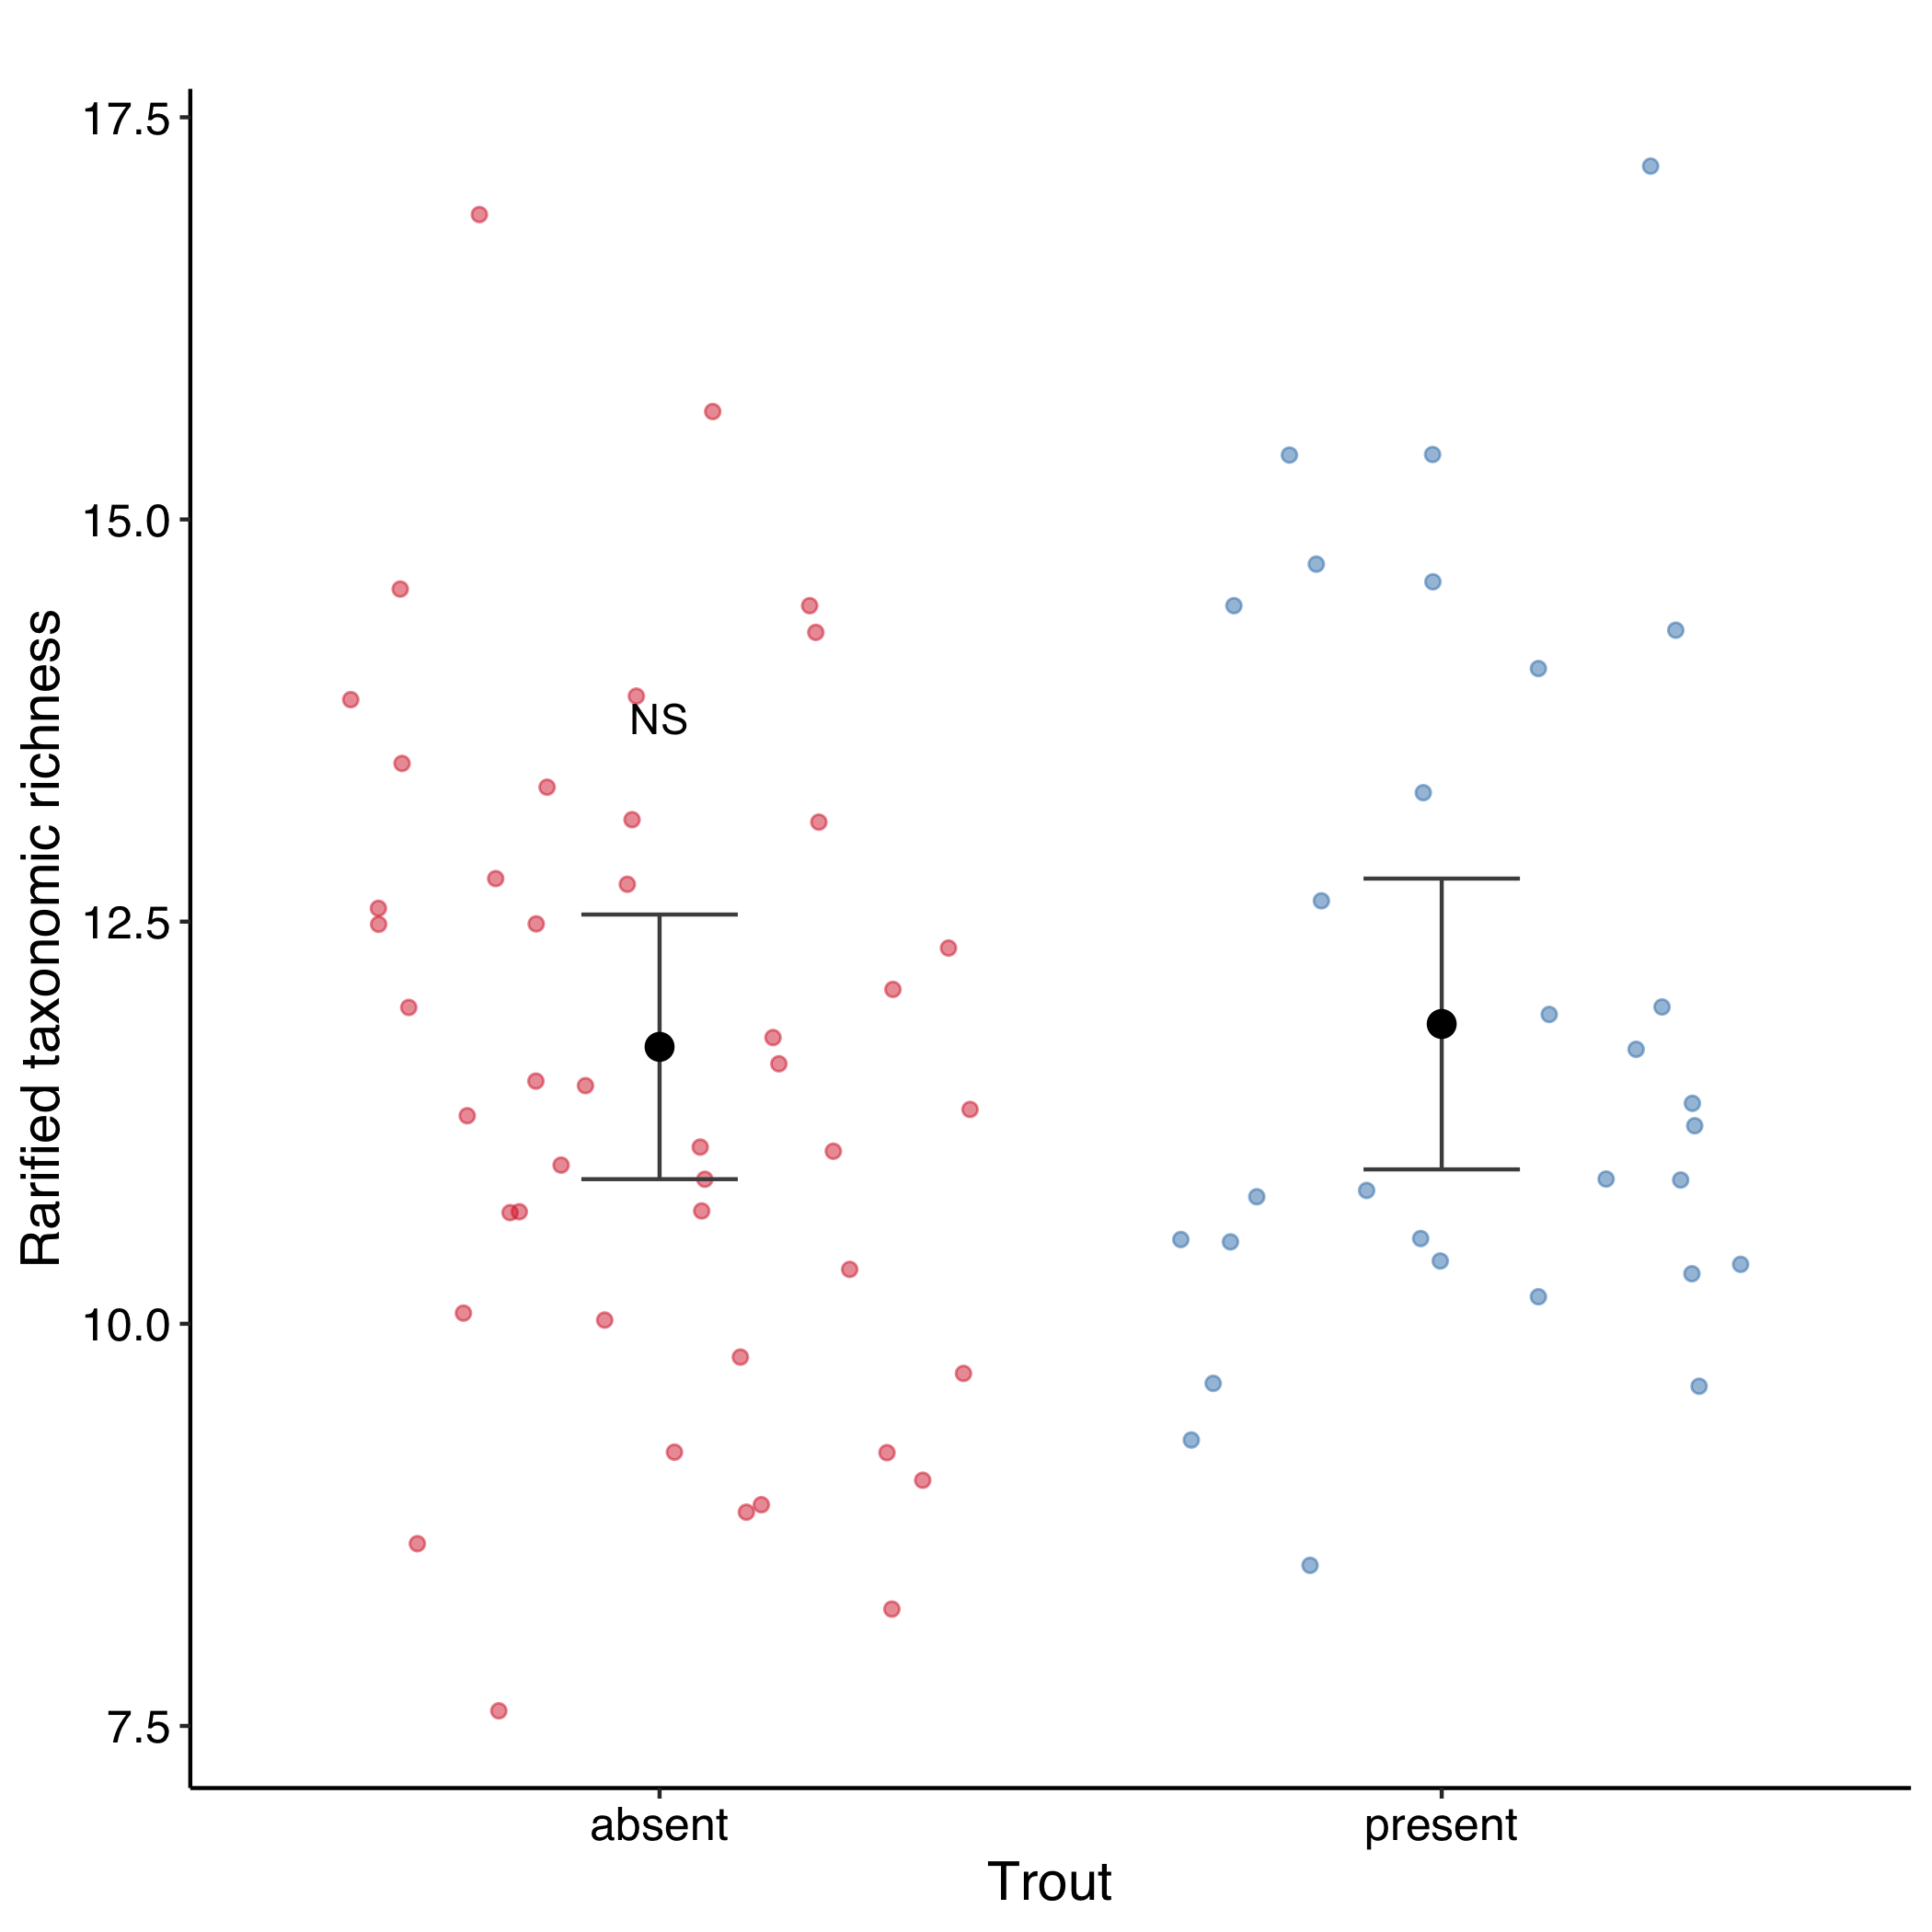 17.5
15.0
12.5
10.0
7.5
Rarified taxonomic richness
NS
absent
present
Trout